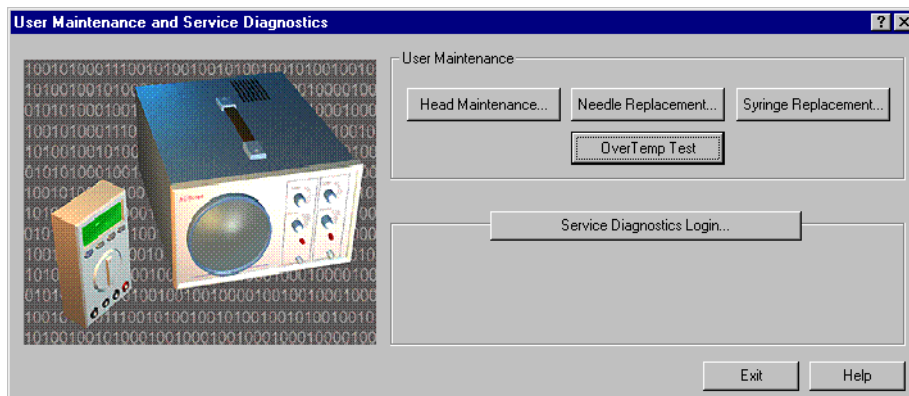 User Maintenance and Service Diagnostics
User Maintenance
Head Maintenance...
Needle Replacement...
Syringe Replacement...
OverTemp Test
Service Diagnostics Login...
Exit
Help